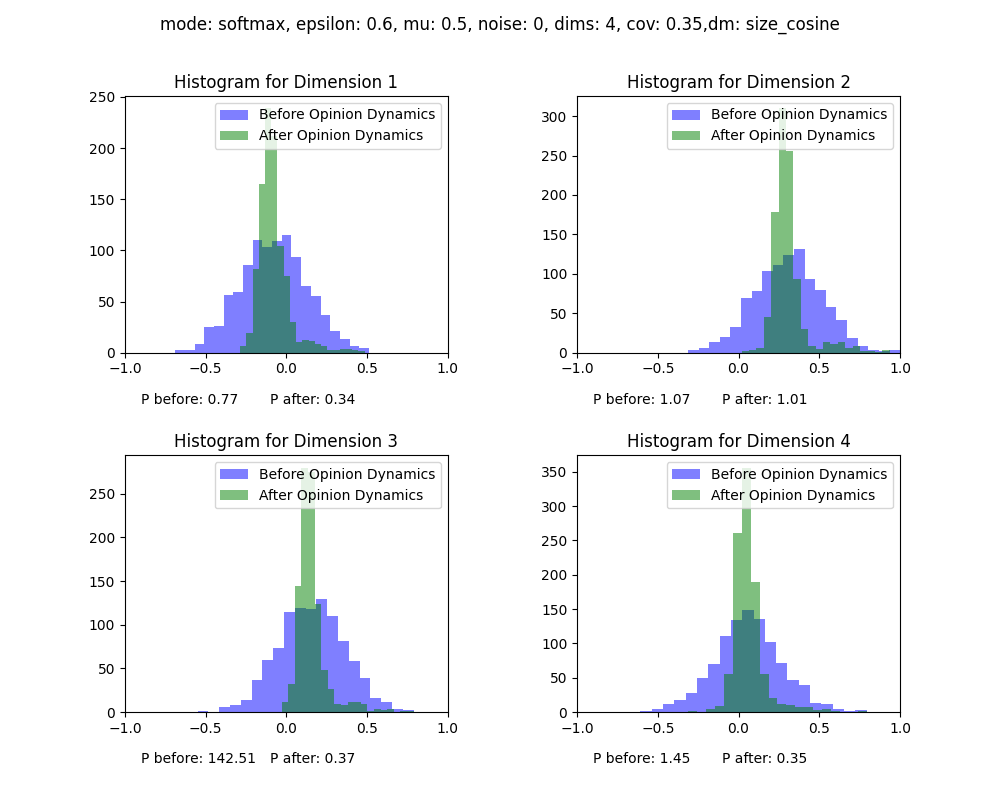 mode: softmax, epsilon: 0.6, mu: 0.5, noise: 0, dims: 4, cov: 0.35,dm: size_cosine
Histogram for Dimension 1
Before Opinion Dynamics
After Opinion Dynamics
250
200
150
100
50
0
−1.0 −0.5 0.0 0.5 1.0
P before: 0.77 P after: 0.34
Histogram for Dimension 2
Before Opinion Dynamics
After Opinion Dynamics
300
250
200
150
100
50
0
−1.0 −0.5 0.0 0.5 1.0
P before: 1.07 P after: 1.01
Histogram for Dimension 3
Before Opinion Dynamics
After Opinion Dynamics
250
200
150
100
50
0
−1.0 −0.5 0.0 0.5 1.0
P before: 142.51 P after: 0.37
Histogram for Dimension 4
Before Opinion Dynamics
After Opinion Dynamics
350
300
250
200
150
100
50
0
−1.0 −0.5 0.0 0.5 1.0
P before: 1.45 P after: 0.35